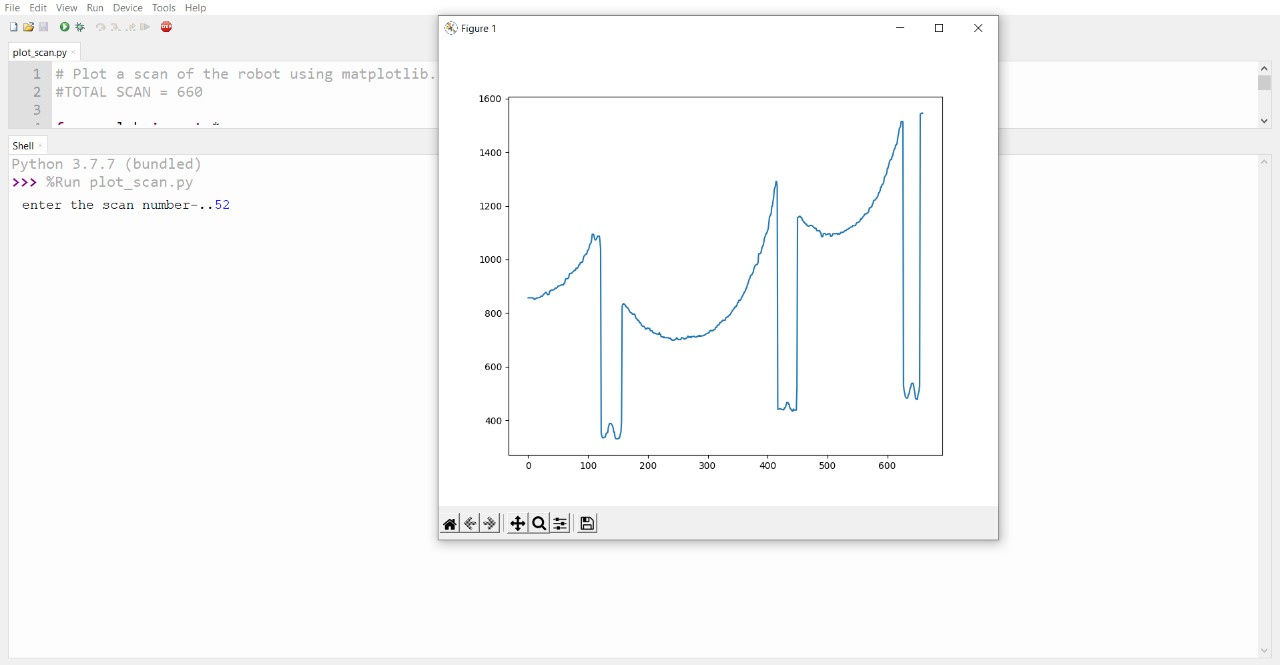 File Edit View Run Device Tools Help
STOP
plot_scan.py ×
1 # Plot a scan of the robot using matplotlib.
2 #TOTAL SCAN = 660
3
Shell ×
Python 3.7.7 (bundled)
>>> %Run plot_scan.py
enter the scan number-..52
Figure 1
1600
1400
1200
1000
800
600
400
0 100 200 300 400 500 600